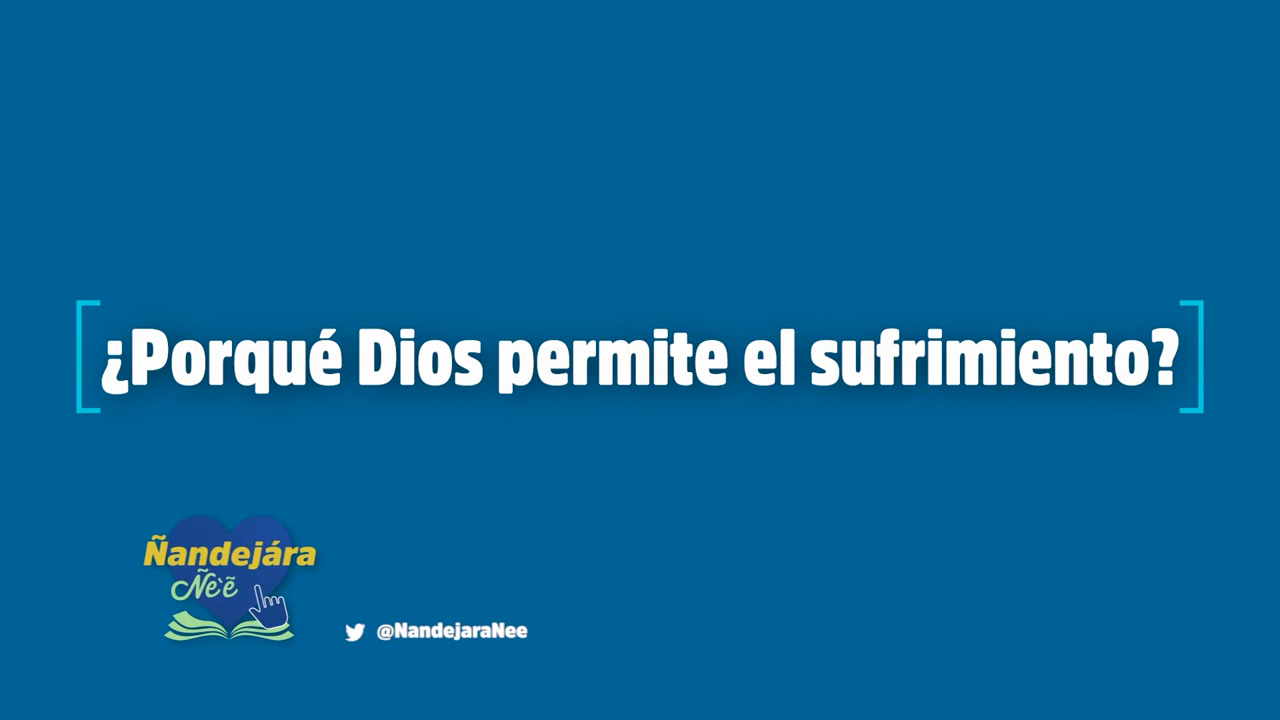 ¿Porqué Dios permite el sufrimiento?
Ñandejára
Ñe'ẽ
@NandejaraNee